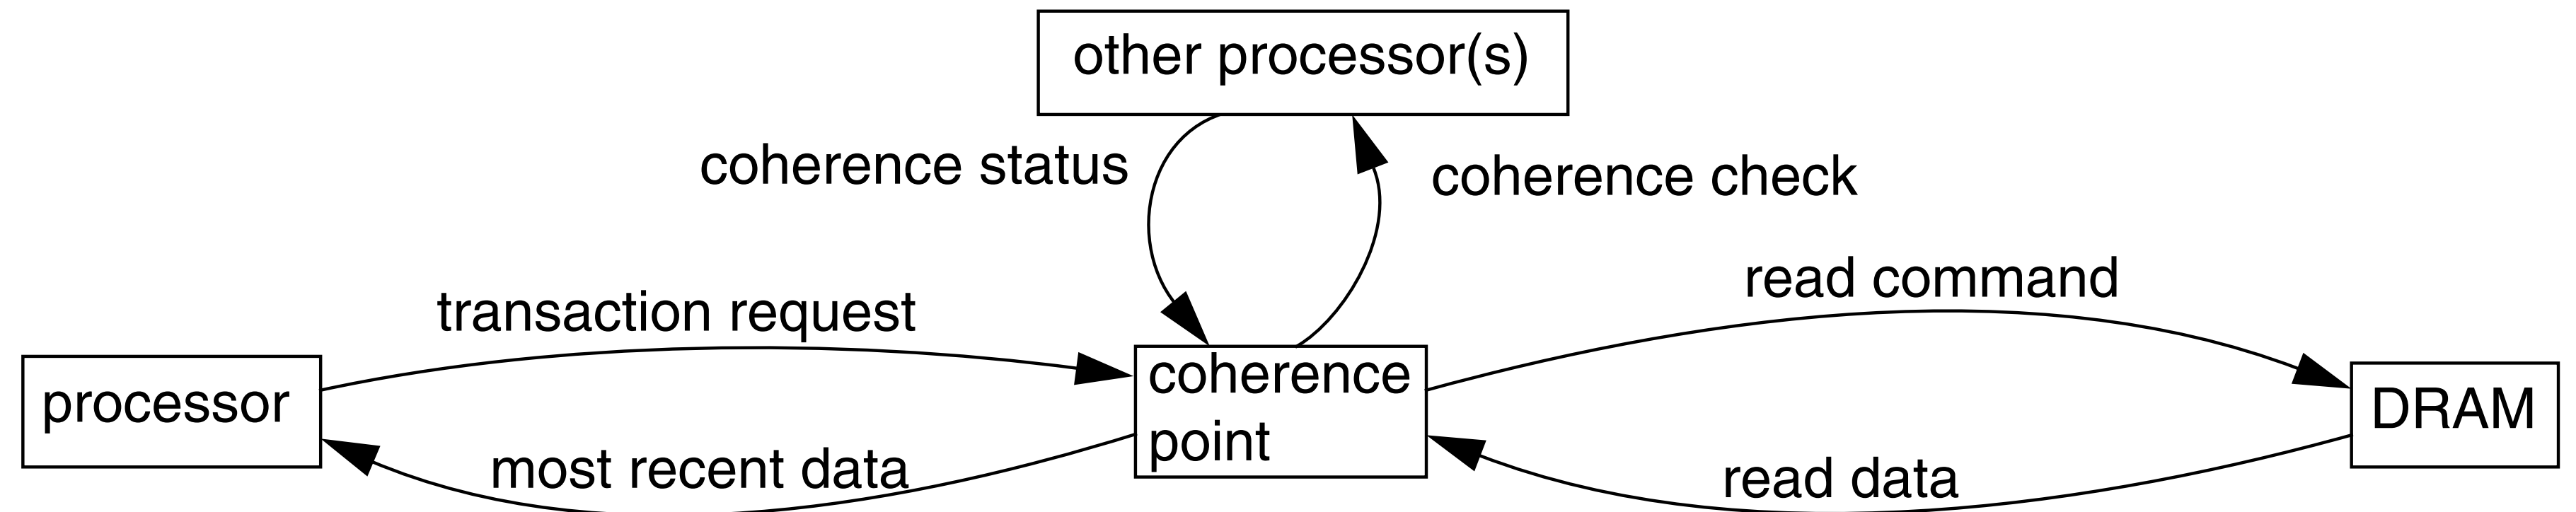 other processor(s)
coherence status
coherence check
read command
transaction request
processor
coherence
point
DRAM
most recent data
read data